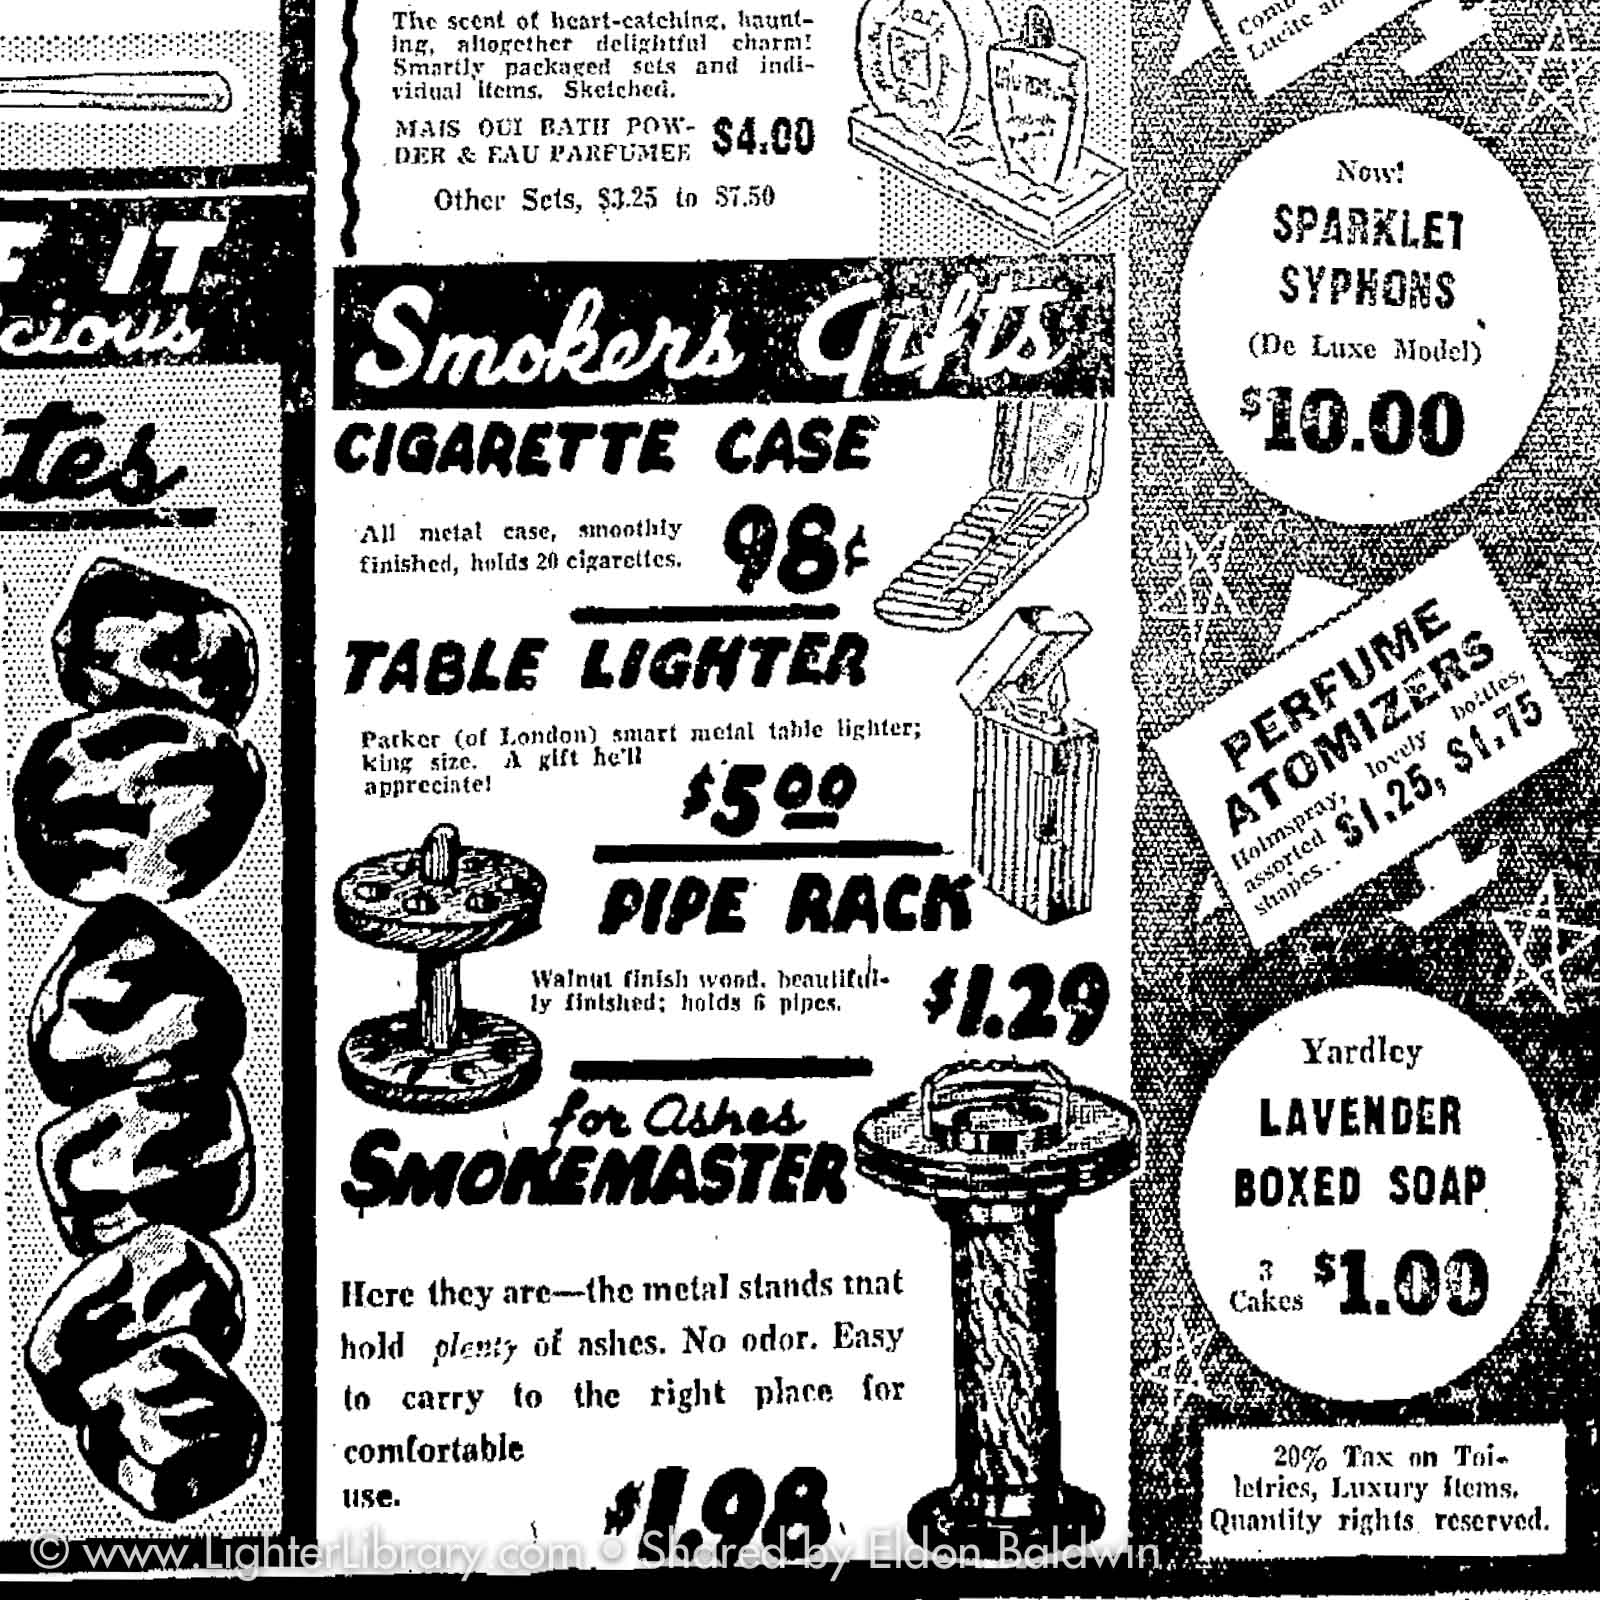 E IT
cious
tes
The scent of heart-catching, haunt-
ing, altogether delightful charm!
Smartly packaged sets and indi-
vidual items. Sketched.
MAIS OUI BATH POW-
DER & EAU PARFUMEE $4.00
Other Sets, $3.25 to $7.50
Smokers Gifts
CIGARETTE CASE
All metal case, smoothly
finished, holds 20 cigarettes.
98¢
TABLE LIGHTER
Parker (of London) smart metal table lighter;
king size. A gift he'll
appreciate!
$5.00
PIPE RACK
Walnut finish wood, beautiful-
ly finished; holds 6 pipes.
$1.29
for Ashes
SMOKEMASTER
Here they are—the metal stands that
hold plenty of ashes. No odor. Easy
to carry to the right place for
comfortable
use.
$1.98
Lucite
Now!
SPARKLET
SYPHONS
(De Luxe Model)
$10.00
PERFUME
ATOMIZERS
Holmspray, lovely bottles,
assorted
shapes.. $1.25, $1.75
Yardley
LAVENDER
BOXED SOAP
3
Cakes $1.00
20% Tax on Toi-
letries, Luxury Items.
Quantity rights reserved.
© www.LighterLibrary.com • Shared by Eldon Baldwin